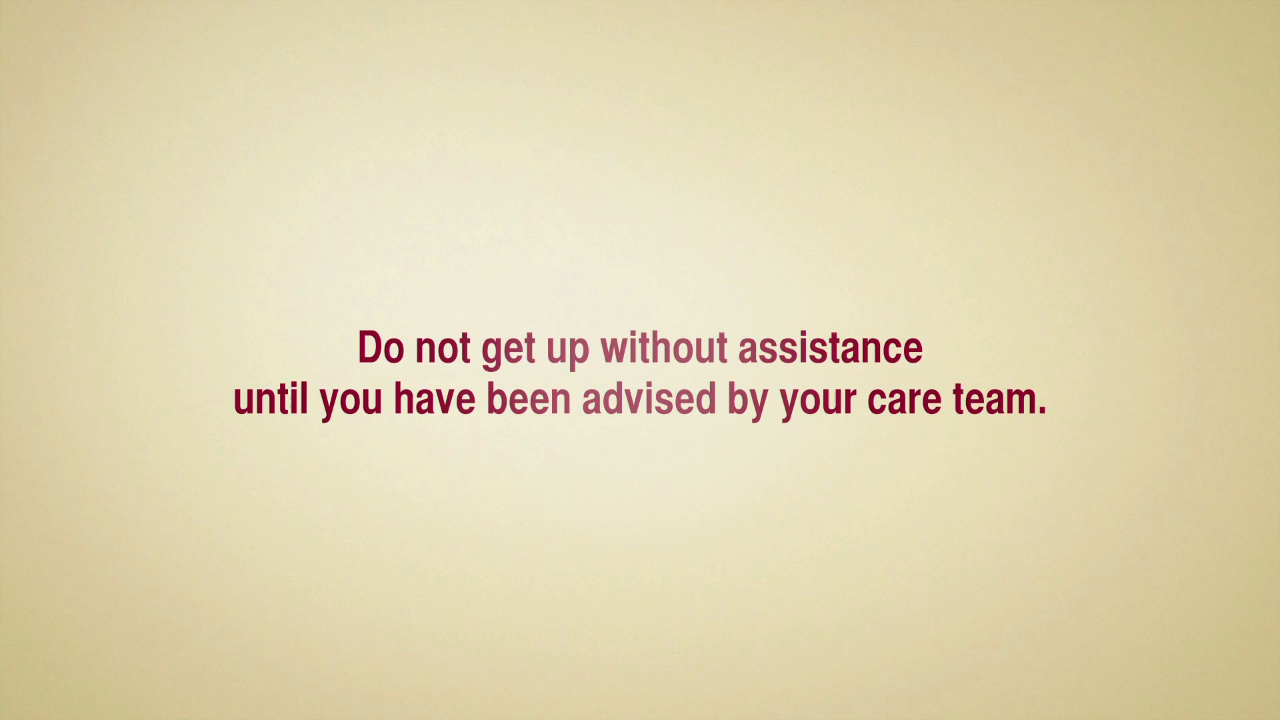 Do not get up without assistance
until you have been advised by your care team.